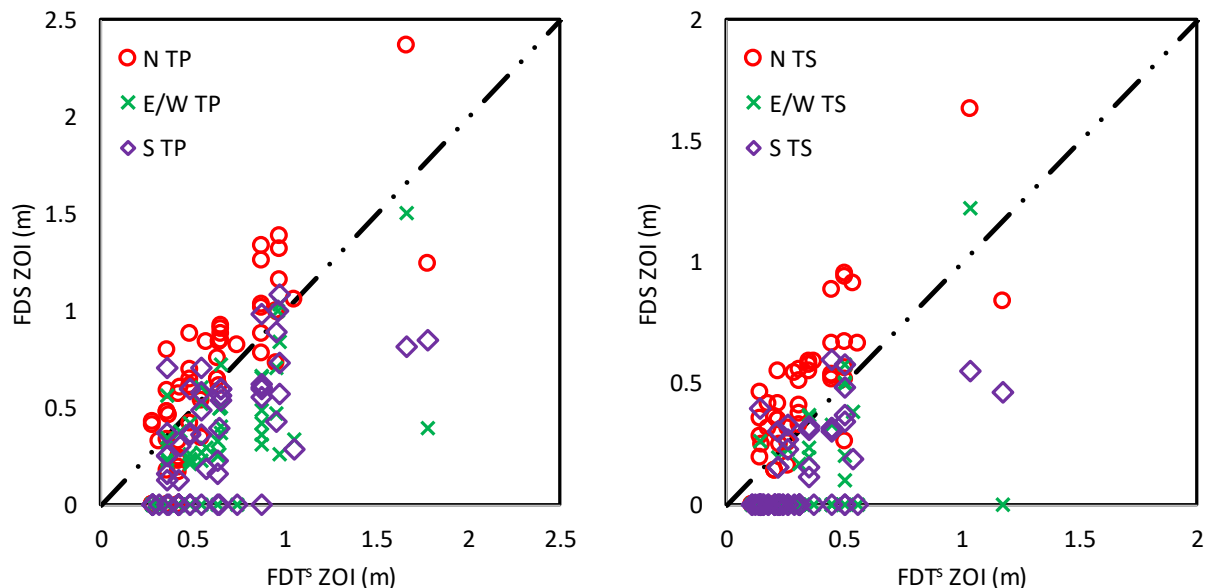 2.5
2
1.5
1
0.5
0
0
0.5
1
1.5
2
2.5
FDS ZOI (m)
FDTˢ ZOI (m)
N TP
E/W TP
S TP
2
1.5
1
0.5
0
0
0.5
1
1.5
2
FDS ZOI (m)
FDTˢ ZOI (m)
N TS
E/W TS
S TS